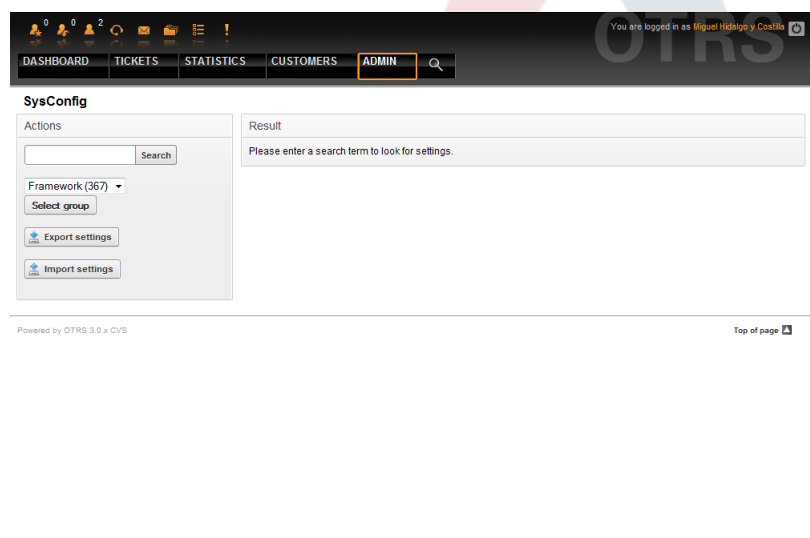 0 0 2
You are logged in as Miguel Hidalgo y Costilla
OTRS
DASHBOARD TICKETS STATISTICS CUSTOMERS ADMIN
SysConfig
Actions
Search
Framework (367)
Select group
Export settings
Import settings
Result
Please enter a search term to look for settings.
Powered by OTRS 3.0.x CVS
Top of page